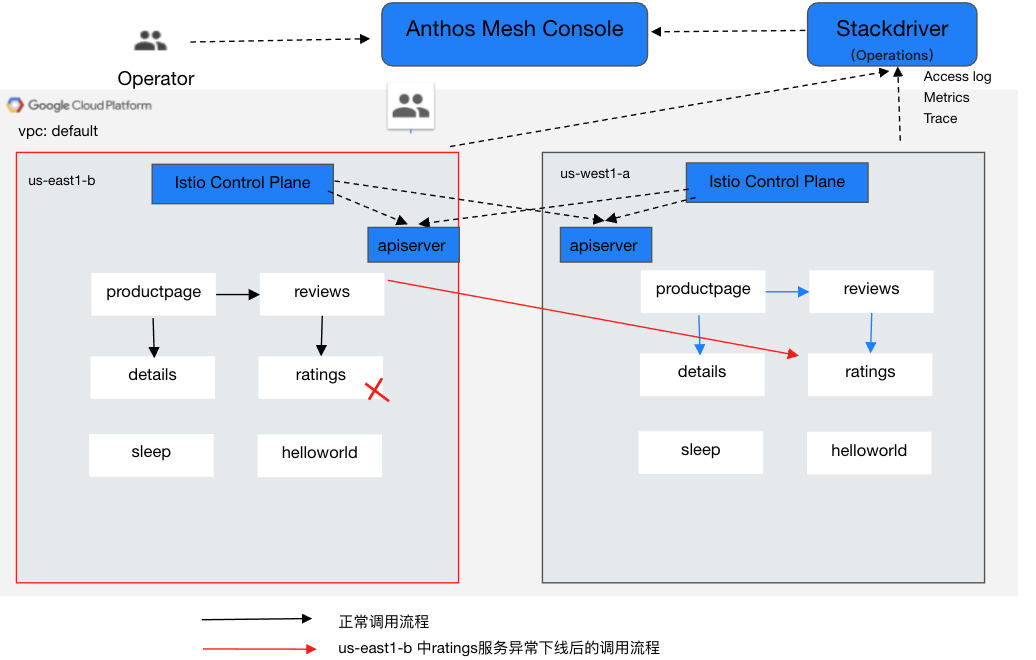 Anthos Mesh Console
Stackdriver
(Operations)
Operator
Access log
Metrics
Trace
Google Cloud Platform
vpc: default
us-east1-b
Istio Control Plane
us-west1-a
Istio Control Plane
apiserver
apiserver
productpage
reviews
productpage
reviews
details
ratings
details
ratings
sleep
helloworld
sleep
helloworld
正常调用流程
us-east1-b 中ratings服务异常下线后的调用流程